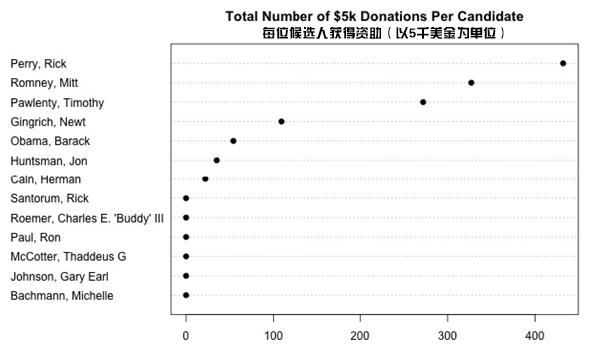 Total Number of $5k Donations Per Candidate
每位候选人获得资助（以5千美金为单位）
Perry, Rick
Romney, Mitt
Pawlenty, Timothy
Gingrich, Newt
Obama, Barack
Huntsman, Jon
Cain, Herman
Santorum, Rick
Roemer, Charles E. 'Buddy' III
Paul, Ron
McCotter, Thaddeus G
Johnson, Gary Earl
Bachmann, Michelle
0 100 200 300 400